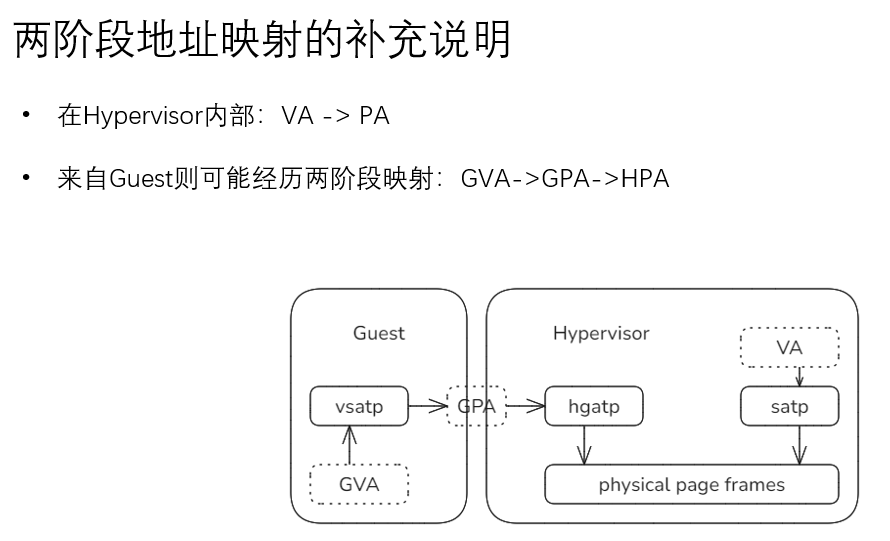 两阶段地址映射的补充说明
• 在Hypervisor内部：VA -> PA
• 来自Guest则可能经历两阶段映射：GVA->GPA->HPA
Guest
Hypervisor
VA
vsatp
GPA
hgatp
satp
GVA
physical page frames